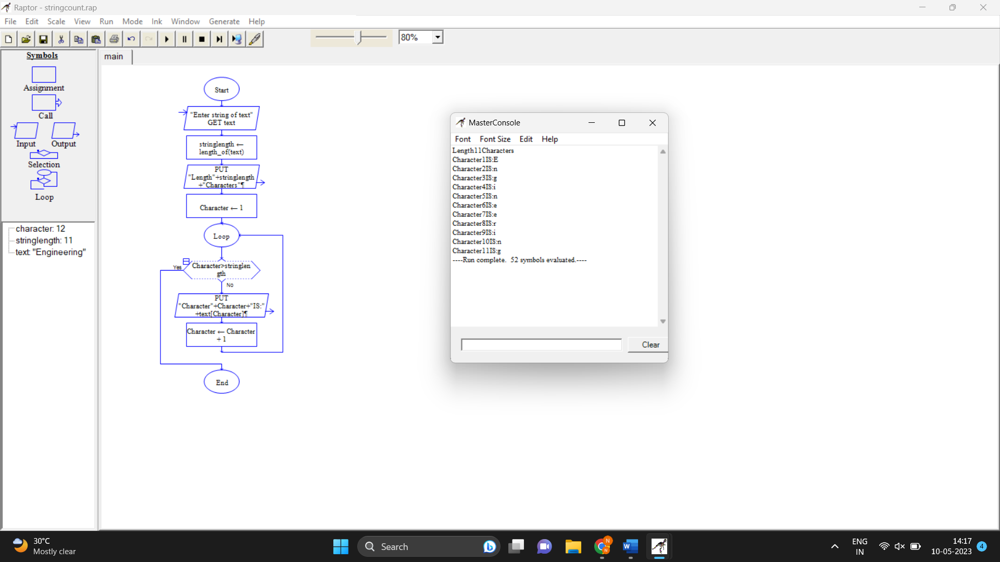 Raptor - stringcount.rap
File Edit Scale View Run Mode Ink Window Generate Help
80%
Symbols
Assignment
Call
Input Output
Selection
Loop
character: 12
stringlength: 11
text: "Engineering"
main
Start
"Enter string of text"
GET text
stringlength ←
length_of(text)
PUT
"Length"+stringlength
+"Characters"¶
Character ← 1
Loop
Yes
Character>stringlen
gth
No
PUT
"Character"+Character+"IS:"
+text[Character]¶
Character ← Character
+ 1
End
MasterConsole
Font Font Size Edit Help
Length11Characters
Character1IS:E
Character2IS:n
Character3IS:g
Character4IS:i
Character5IS:n
Character6IS:e
Character7IS:e
Character8IS:r
Character9IS:i
Character10IS:n
Character11IS:g
----Run complete.  52 symbols evaluated.----
Clear
30°C
Mostly clear
Search
N
N
W
ENG
IN
14:17
10-05-2023
4